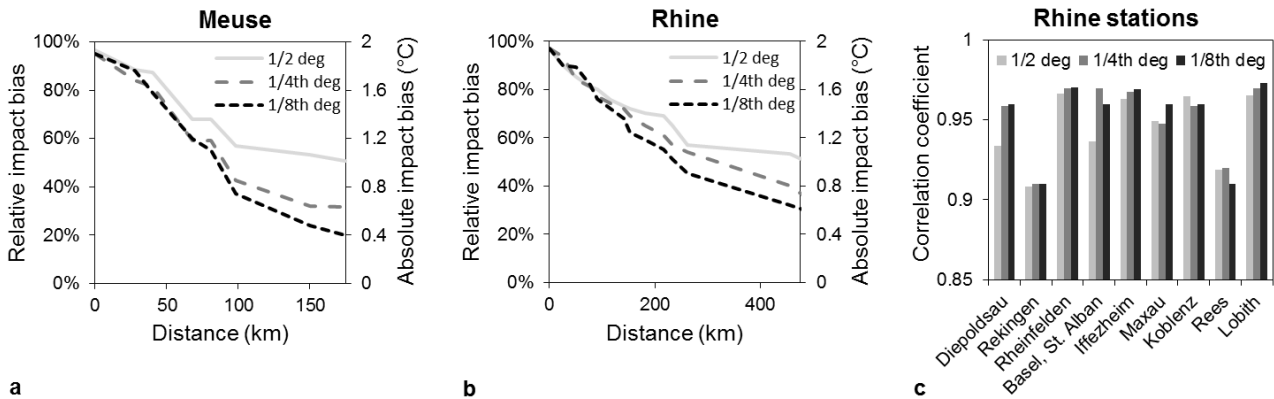 Meuse
Relative impact bias
100%
80%
60%
40%
20%
0%
1/2 deg
1/4th deg
1/8th deg
2
1.6
1.2
0.8
0.4
0
Absolute impact bias (°C)
0 50 100 150
Distance (km)
a
Rhine
Relative impact bias
100%
80%
60%
40%
20%
0%
1/2 deg
1/4th deg
1/8th deg
2
1.6
1.2
0.8
0.4
0
Absolute impact bias (°C)
0 200 400
Distance (km)
b
Rhine stations
Correlation coefficient
1
0.95
0.9
0.85
1/2 deg 1/4th deg 1/8th deg
Diepoldsau
Rekingen
Rheinfelden
Basel, St. Alban
Iffezheim
Maxau
Koblenz
Rees
Lobith
c